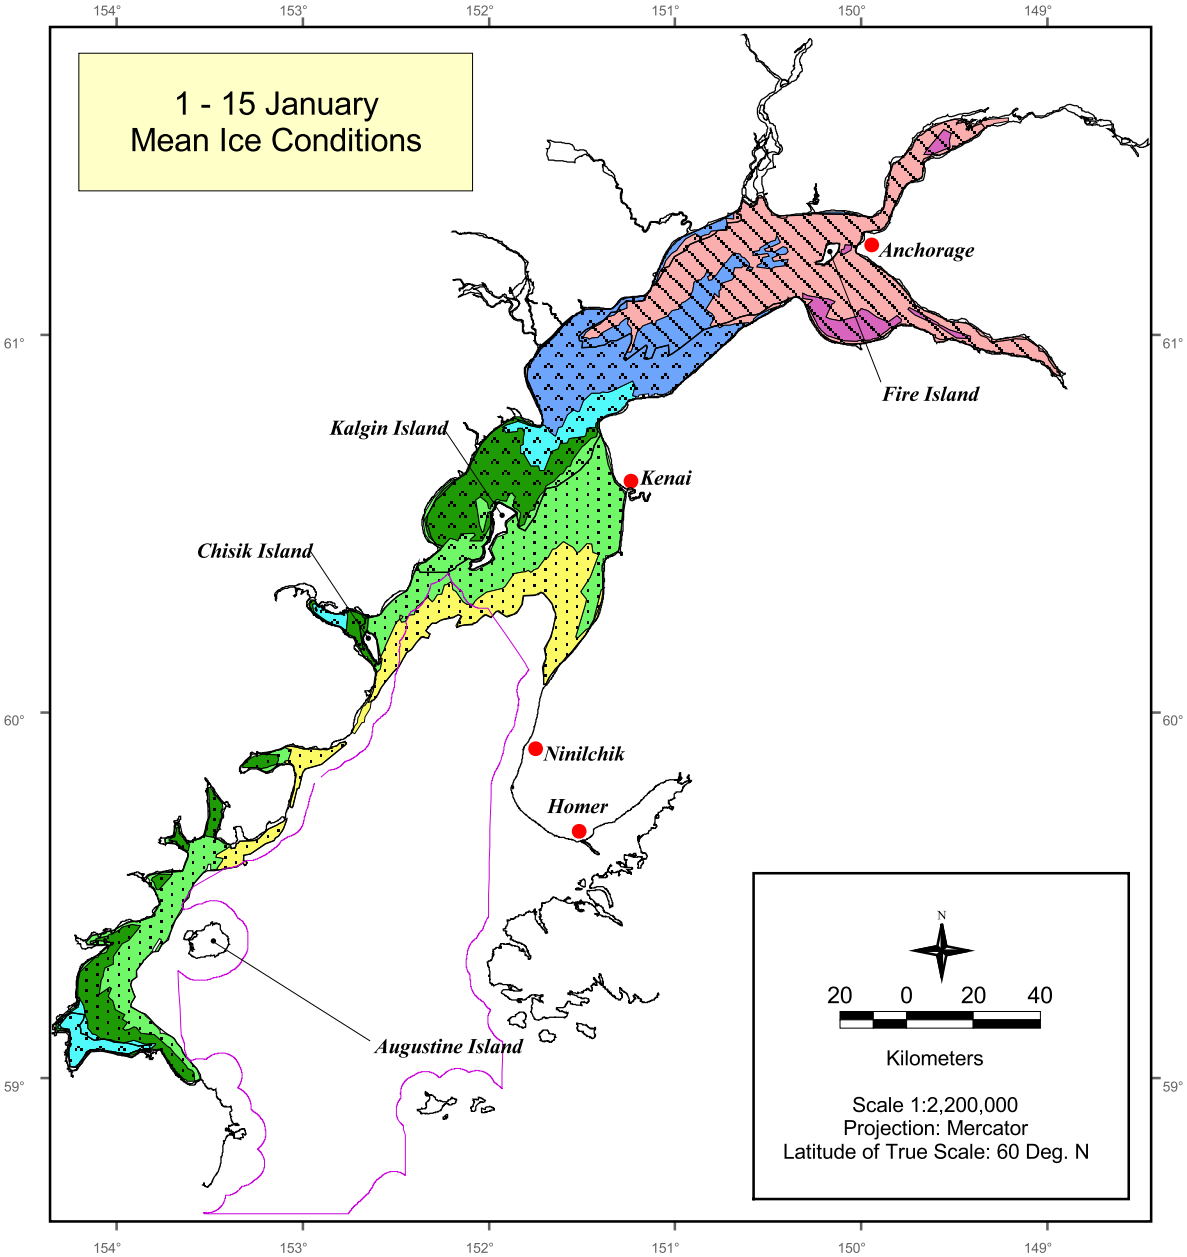 154° 153° 152° 151° 150° 149°
1 - 15 January
Mean Ice Conditions
Anchorage
61° 61°
Fire Island
Kalgin Island
Kenai
Chisik Island
60° 60°
Ninilchik
Homer
N
20 0 20 40
Kilometers
Augustine Island
59° 59°
Scale 1:2,200,000
Projection: Mercator
Latitude of True Scale: 60 Deg. N
154° 153° 152° 151° 150° 149°